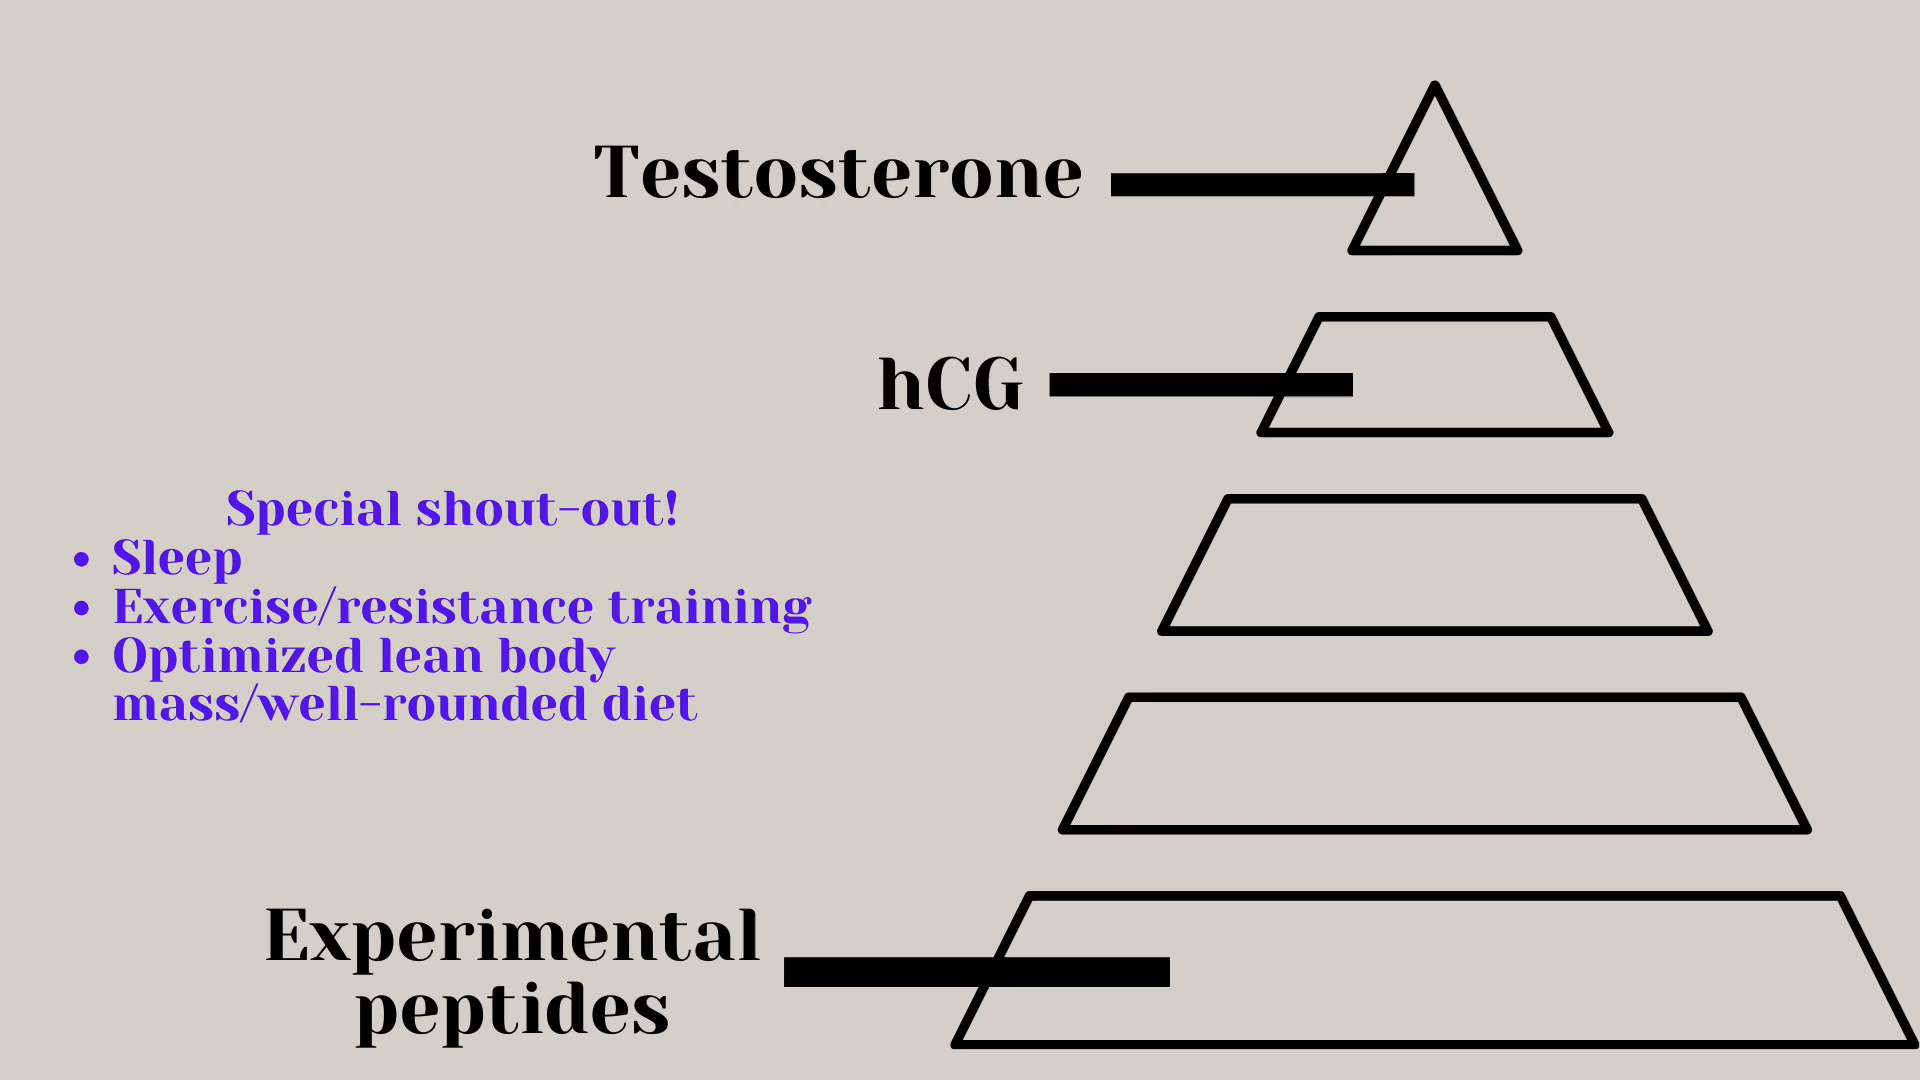 Testosterone
hCG
Special shout-out!
• Sleep
• Exercise/resistance training
• Optimized lean body
mass/well-rounded diet
Experimental
peptides